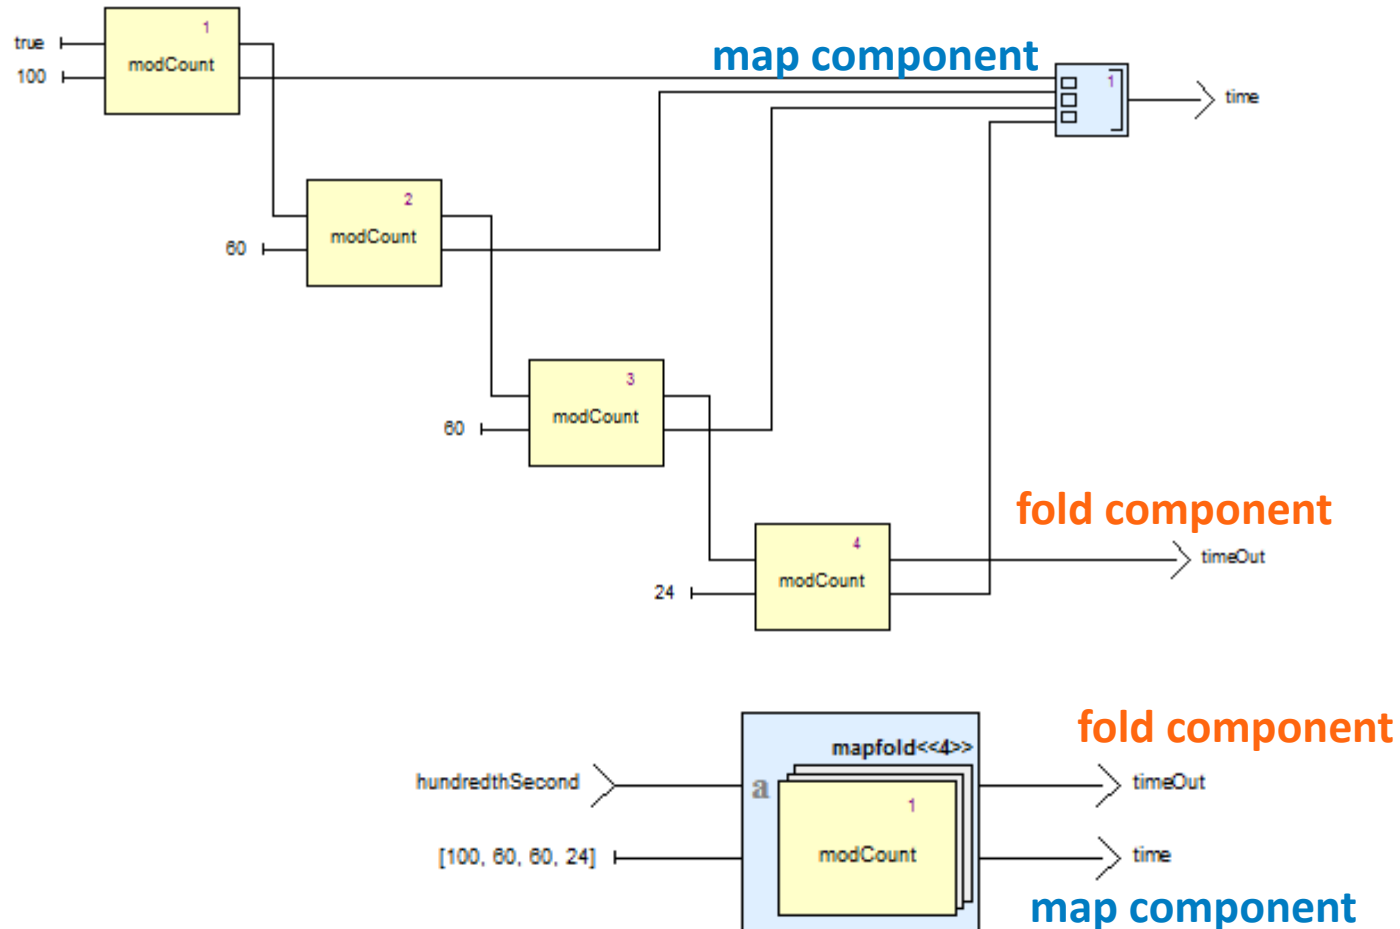 1
true
modCount
100
map component
1
time
2
modCount
60
3
modCount
60
fold component
4
timeOut
modCount
24
fold component
mapfold<<4>>
hundredthSecond
a
timeOut
1
[100, 60, 60, 24]
modCount
time
map component